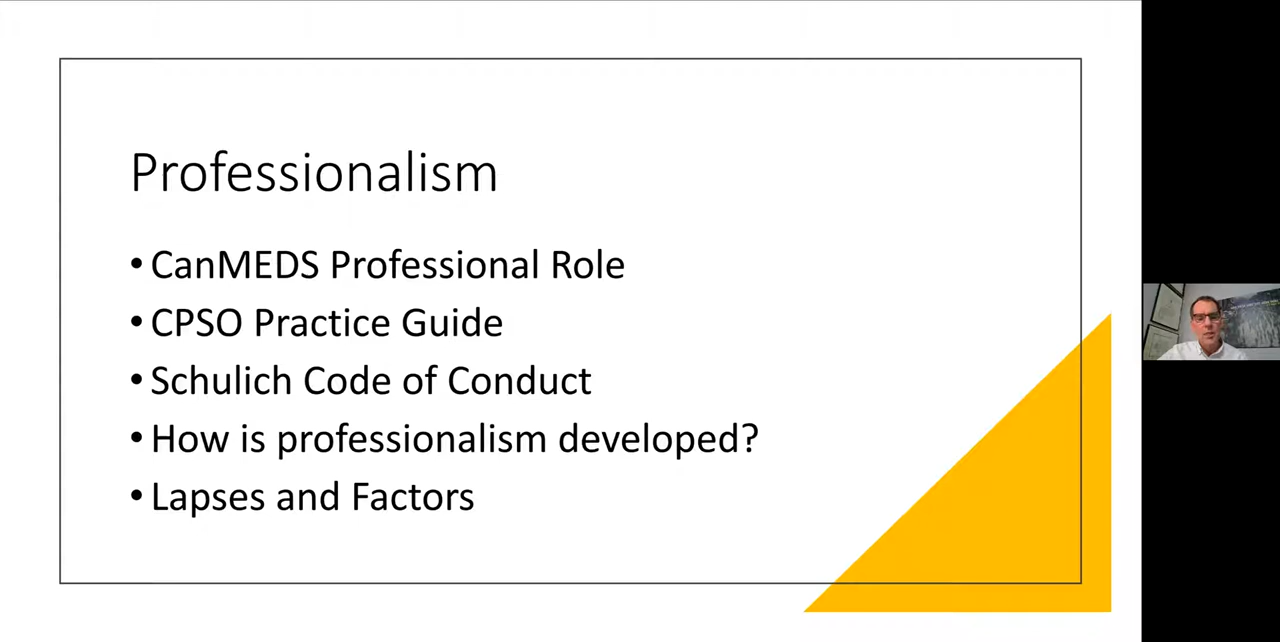 Professionalism
• CanMEDS Professional Role
• CPSO Practice Guide
• Schulich Code of Conduct
• How is professionalism developed?
• Lapses and Factors